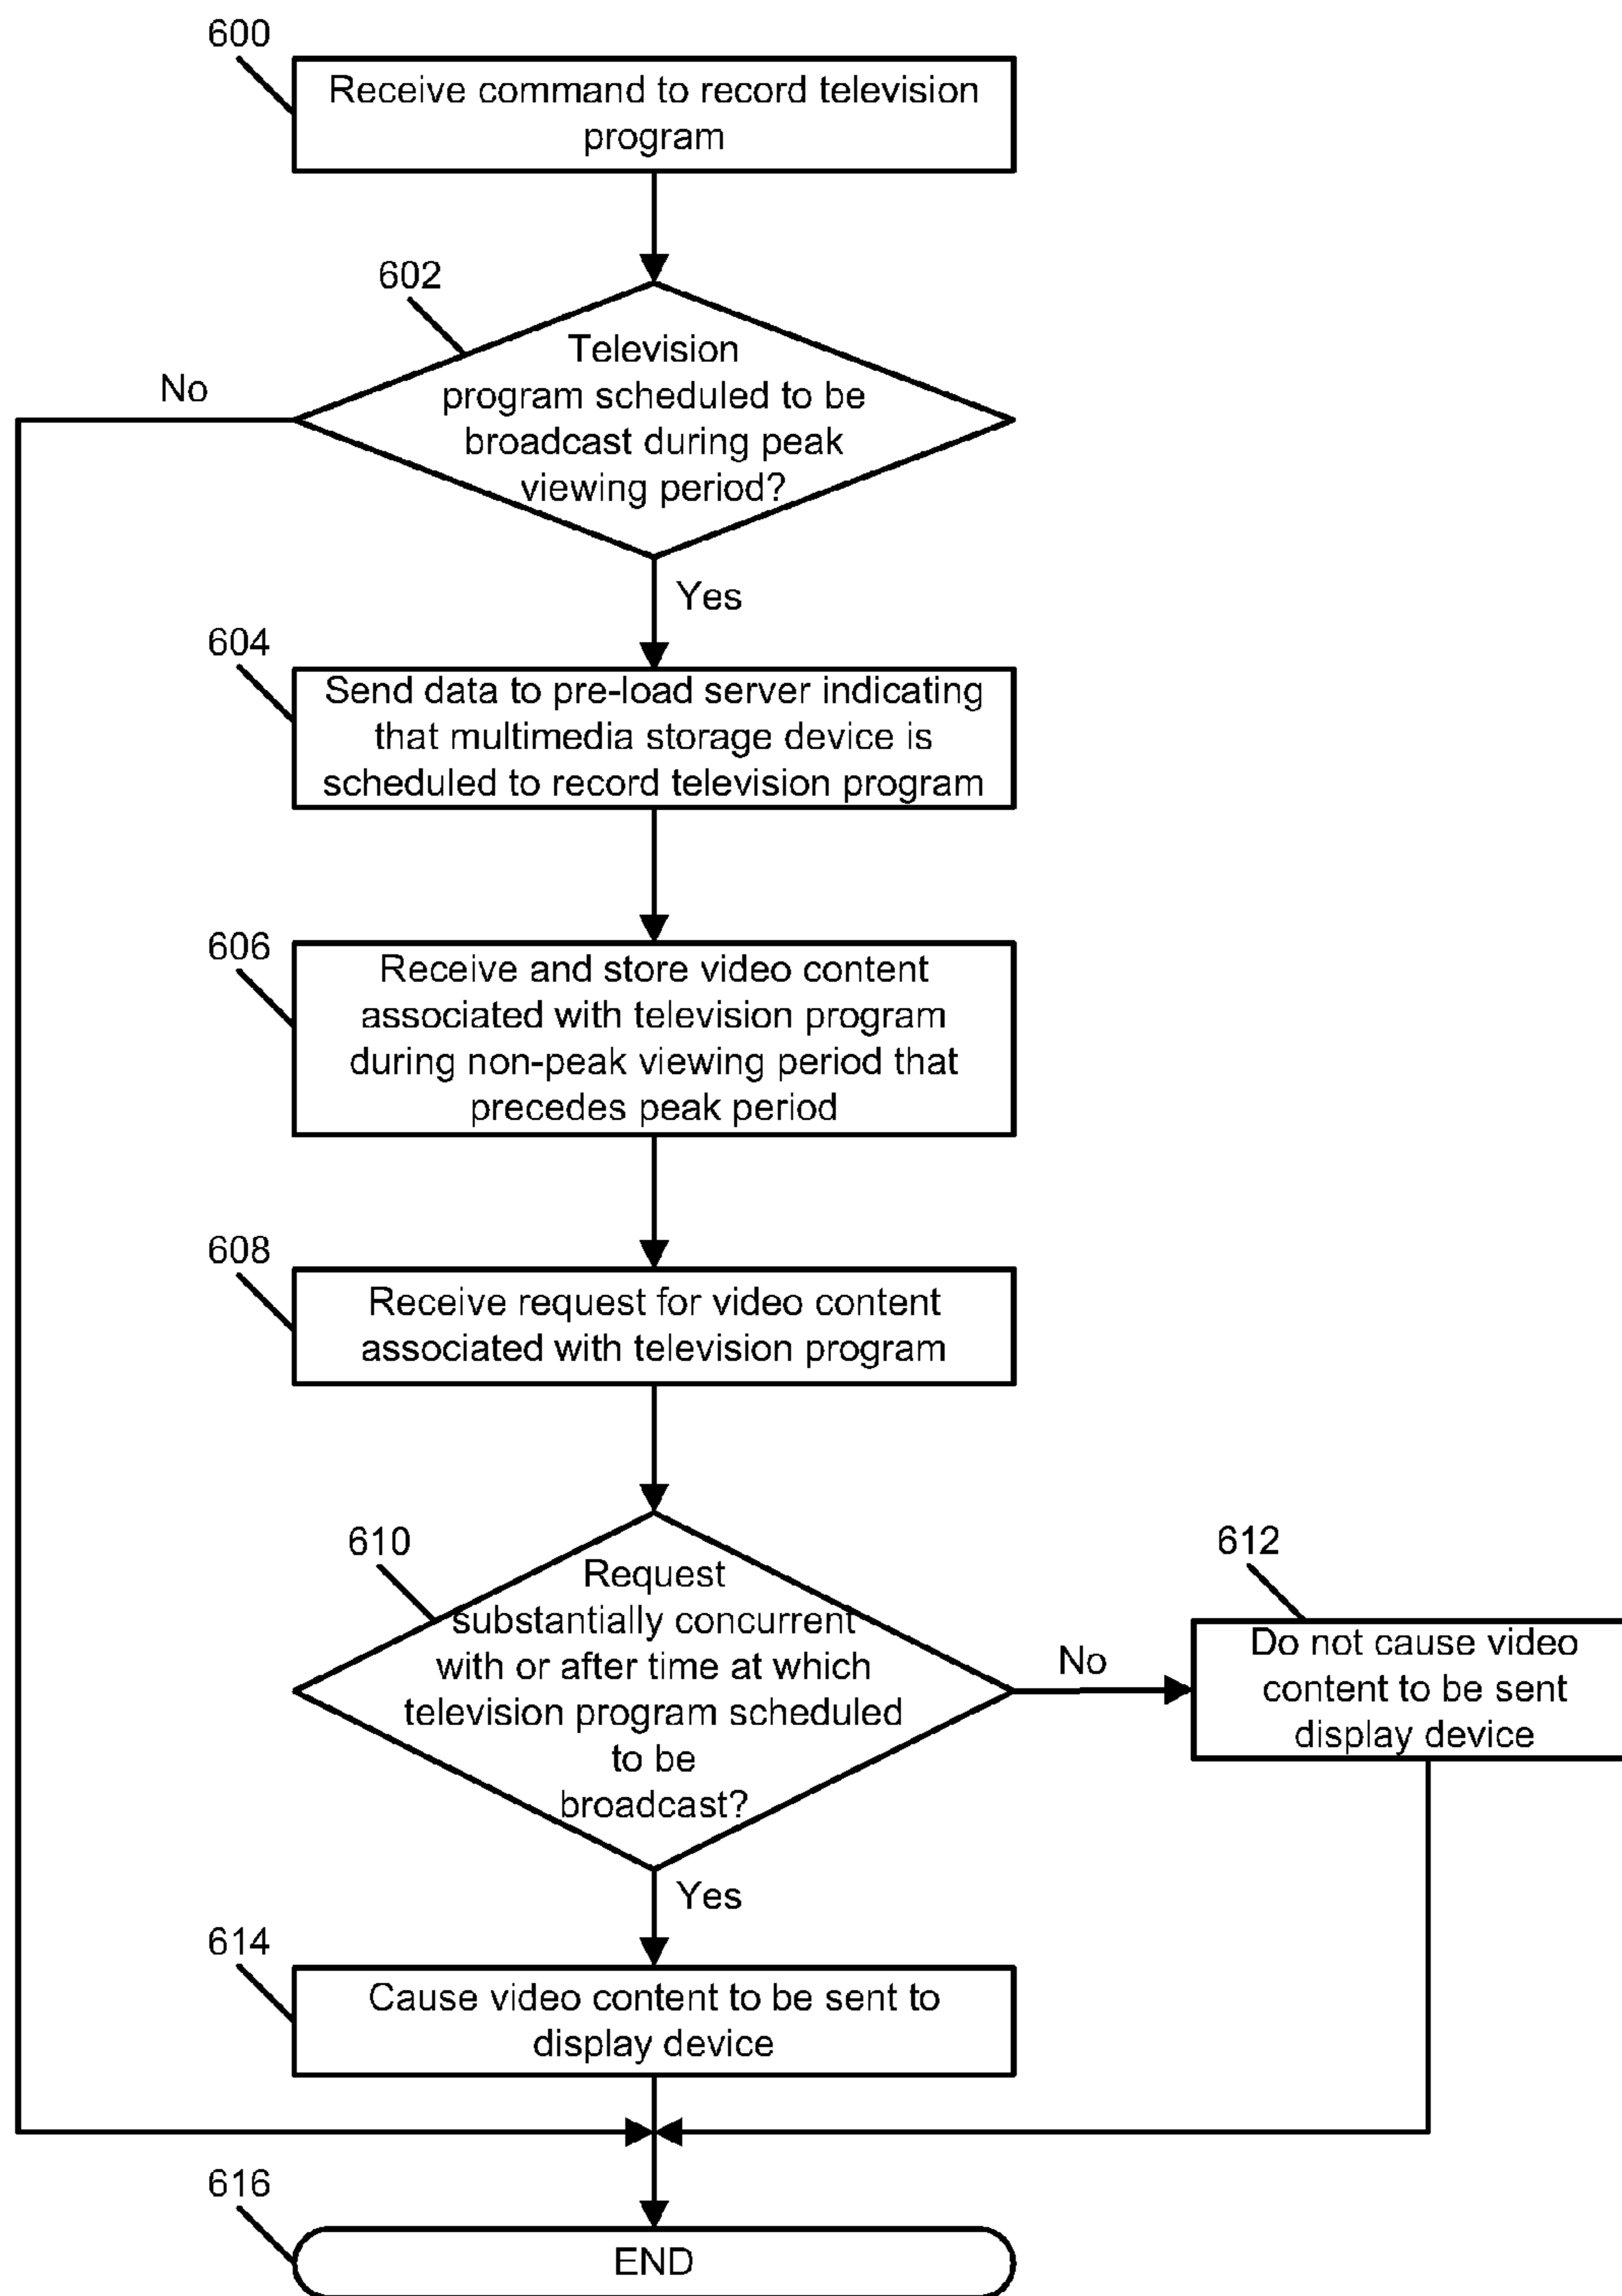 600
Receive command to record television
program
602
Television
program scheduled to be
broadcast during peak
viewing period?
No
Yes
604
Send data to pre-load server indicating
that multimedia storage device is
scheduled to record television program
606
Receive and store video content
associated with television program
during non-peak viewing period that
precedes peak period
608
Receive request for video content
associated with television program
610
Request
substantially concurrent
with or after time at which
television program scheduled
to be
broadcast?
No
612
Do not cause video
content to be sent
display device
Yes
614
Cause video content to be sent to
display device
616
END